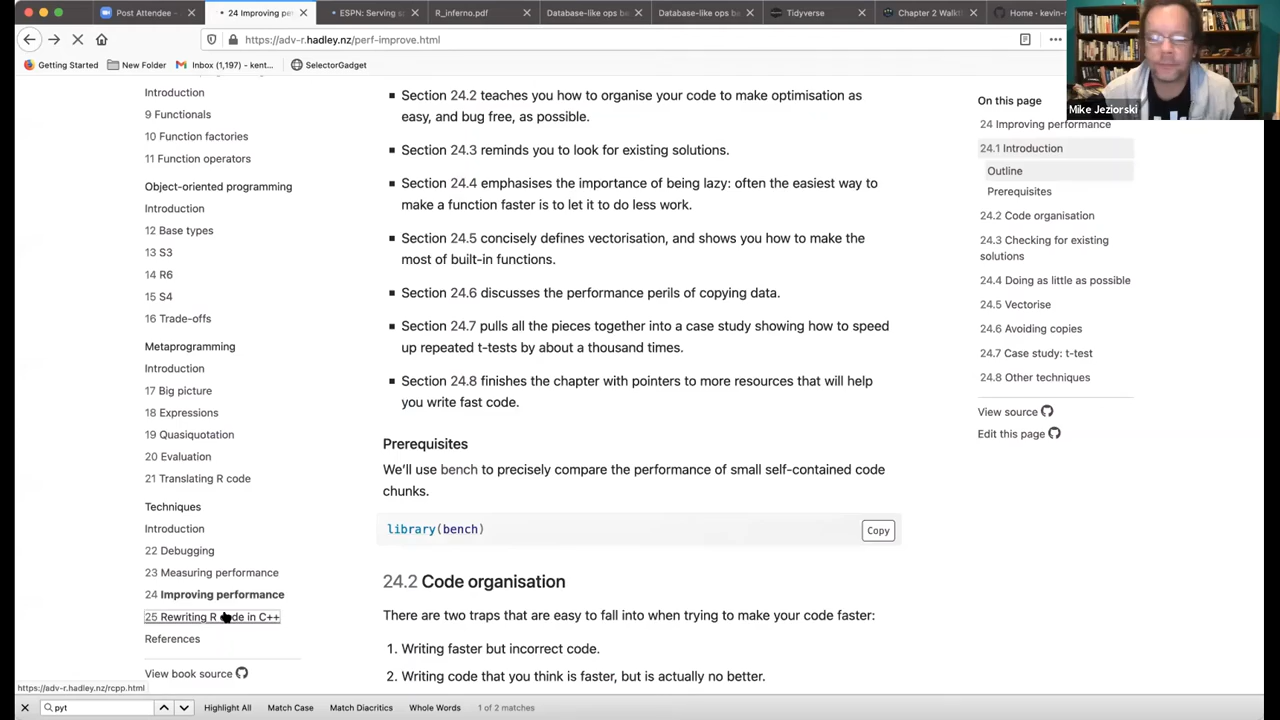 Post Attendee –
24 Improving per
ESPN: Serving s
R_inferno.pdf
Database-like ops b
Database-like ops b
Tidyverse
Chapter 2 Walkt
Home · kevin-r
https://adv-r.hadley.nz/perf-improve.html
Getting Started
New Folder
Inbox (1,197) - kent...
SelectorGadget
Mike Jeziorski
Introduction
9 Functionals
10 Function factories
11 Function operators
Object-oriented programming
Introduction
12 Base types
13 S3
14 R6
15 S4
16 Trade-offs
Metaprogramming
Introduction
17 Big picture
18 Expressions
19 Quasiquotation
20 Evaluation
21 Translating R code
Techniques
Introduction
22 Debugging
23 Measuring performance
24 Improving performance
25 Rewriting R code in C++
References
View book source
Section 24.2 teaches you how to organise your code to make optimisation as
easy, and bug free, as possible.
Section 24.3 reminds you to look for existing solutions.
Section 24.4 emphasises the importance of being lazy: often the easiest way to
make a function faster is to let it to do less work.
Section 24.5 concisely defines vectorisation, and shows you how to make the
most of built-in functions.
Section 24.6 discusses the performance perils of copying data.
Section 24.7 pulls all the pieces together into a case study showing how to speed
up repeated t-tests by about a thousand times.
Section 24.8 finishes the chapter with pointers to more resources that will help
you write fast code.
Prerequisites
We'll use bench to precisely compare the performance of small self-contained code
chunks.
library(bench)
Copy
24.2 Code organisation
There are two traps that are easy to fall into when trying to make your code faster:
1. Writing faster but incorrect code.
2. Writing code that you think is faster, but is actually no better.
On this page
24 Improving performance
24.1 Introduction
Outline
Prerequisites
24.2 Code organisation
24.3 Checking for existing
solutions
24.4 Doing as little as possible
24.5 Vectorise
24.6 Avoiding copies
24.7 Case study: t-test
24.8 Other techniques
View source
Edit this page
https://adv-r.hadley.nz/rcpp.html
pyt
Highlight All
Match Case
Match Diacritics
Whole Words
1 of 2 matches